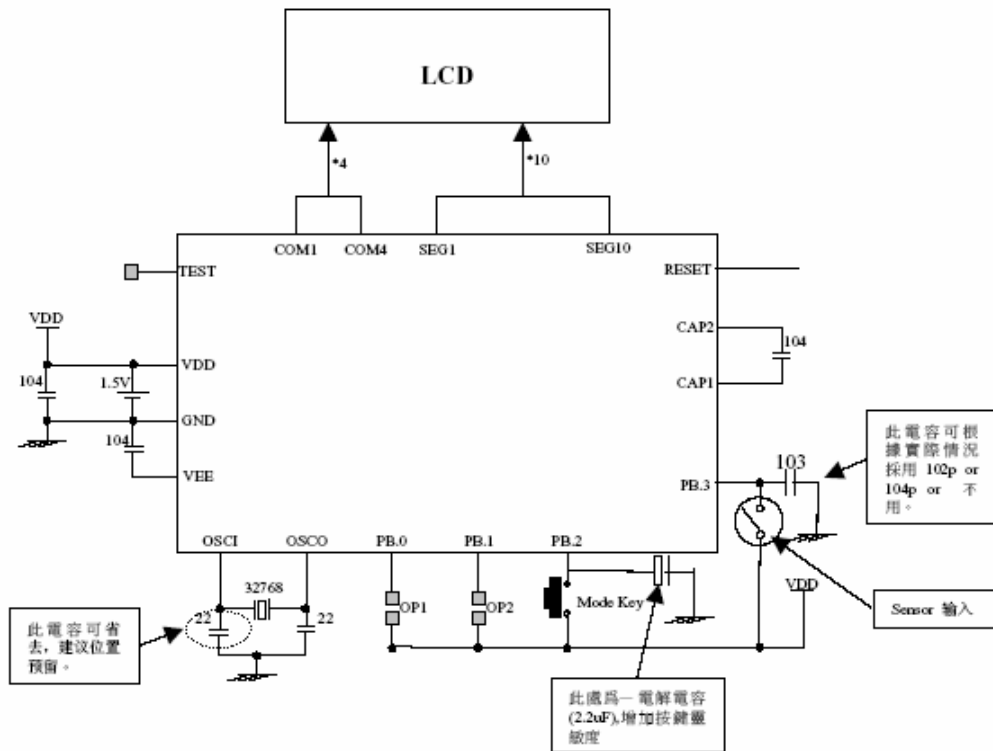 LCD
*4
*10
COM1
COM4
SEG1
SEG10
TEST
RESET
VDD
CAP2
104
VDD
104
1.5V
CAP1
GND
104
VEE
PB.3
103
此電容可根
據實際情況
採用 102p or
104p or 不
用。
OSCI
OSCO
PB.0
PB.1
PB.2
32768
22
22
OP1
OP2
Mode Key
VDD
Sensor 输入
此電容可省
去，建议位置
预留。
此處爲一電解電容
(2.2uF),增加按鍵靈
敏度